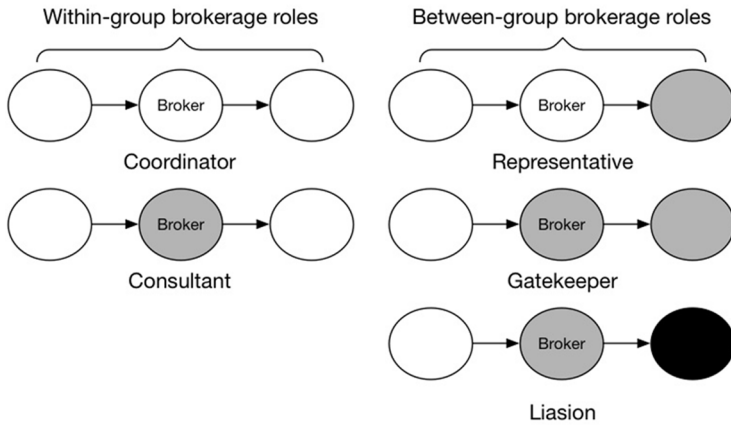 Within-group brokerage roles
Between-group brokerage roles
Broker
Broker
Coordinator
Representative
Broker
Broker
Consultant
Gatekeeper
Broker
Liasion